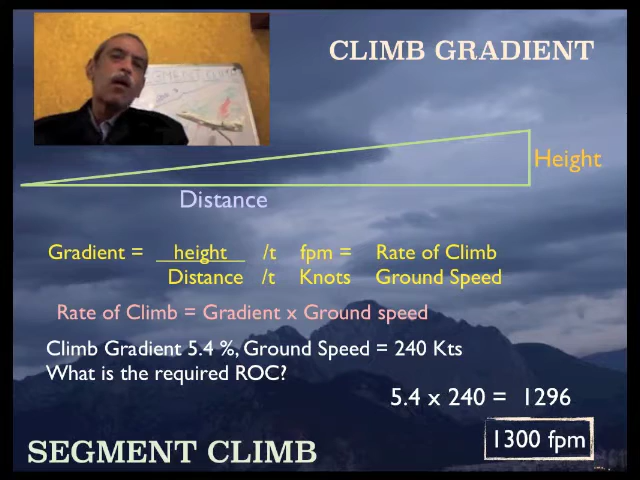 SEGMENT CLIMB
CLIMB GRADIENT
Height
Distance
Gradient = height /t fpm = Rate of Climb
Distance /t Knots Ground Speed
Rate of Climb = Gradient x Ground speed
Climb Gradient 5.4 %, Ground Speed = 240 Kts
What is the required ROC?
5.4 x 240 = 1296
1300 fpm
SEGMENT CLIMB